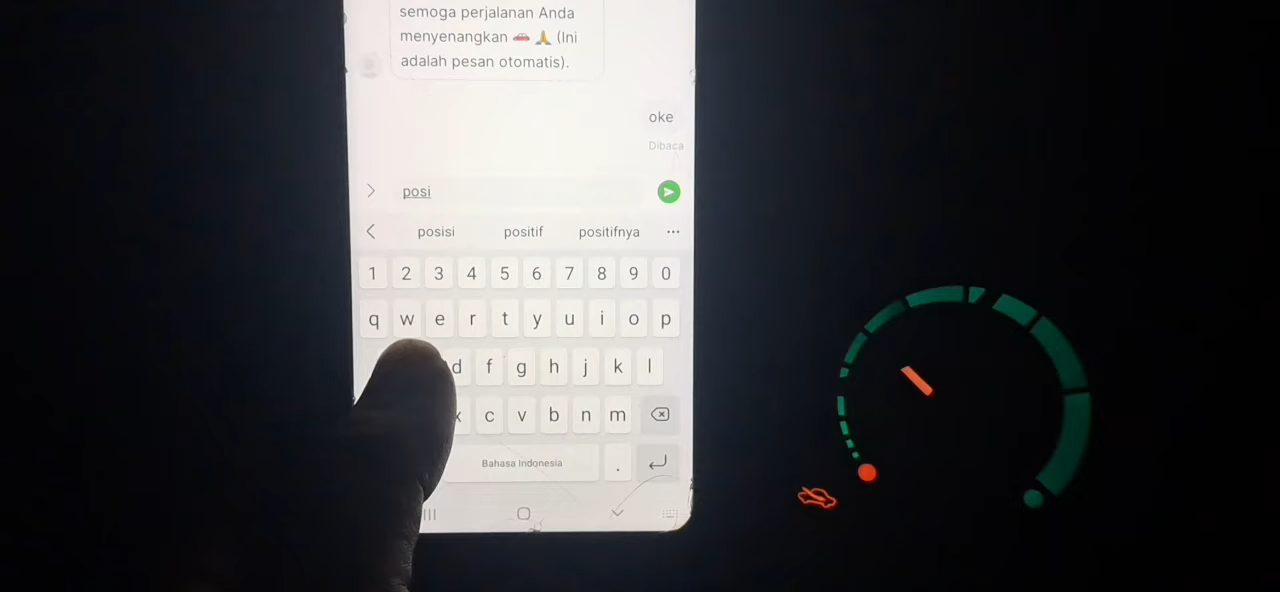 semoga perjalanan Anda
menyenangkan 🚗 🙏 (Ini
adalah pesan otomatis).
oke
Dibaca
posi
posisi positif positifnya ...
1 2 3 4 5 6 7 8 9 0
q w e r t y u i o p
d f g h j k l
x c v b n m
Bahasa Indonesia .